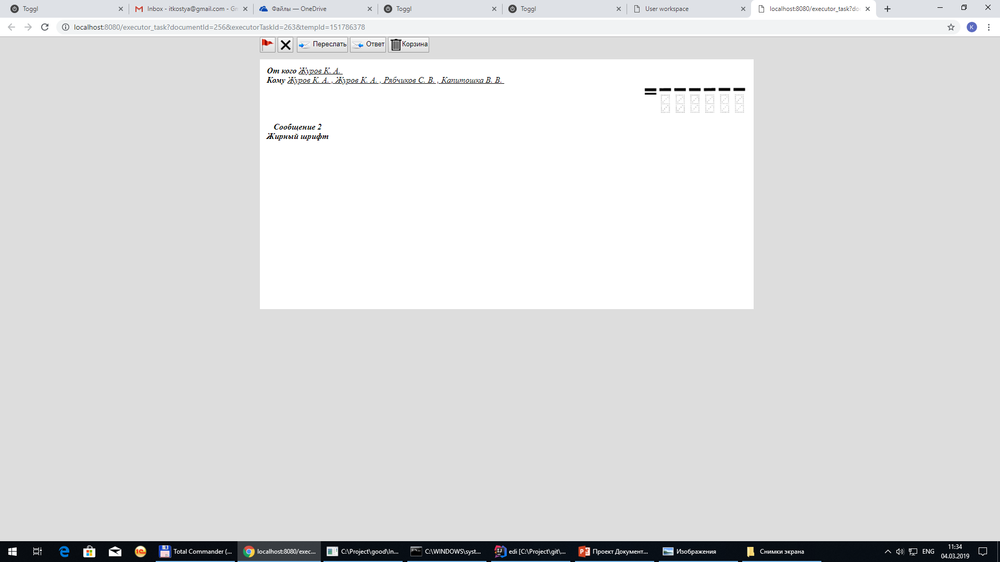 Toggl
Inbox - itkostya@gmail.com - Gm
Файлы — OneDrive
Toggl
Toggl
User workspace
localhost:8080/executor_task?do
localhost:8080/executor_task?documentId=256&executorTaskId=263&tempId=151786378
K
Переслать
Ответ
Корзина
От кого Журов К. А.
Кому Журов К. А. , Журов К. А. , Рябчиков С. В. , Капитошка В. В.
Сообщение 2
Жирный шрифт
Total Commander (...
localhost:8080/exec...
C:\Project\good\In...
C:\WINDOWS\syst...
edi [C:\Project\git\...
Проект Документ...
Изображения
Снимки экрана
ENG
11:34
04.03.2019